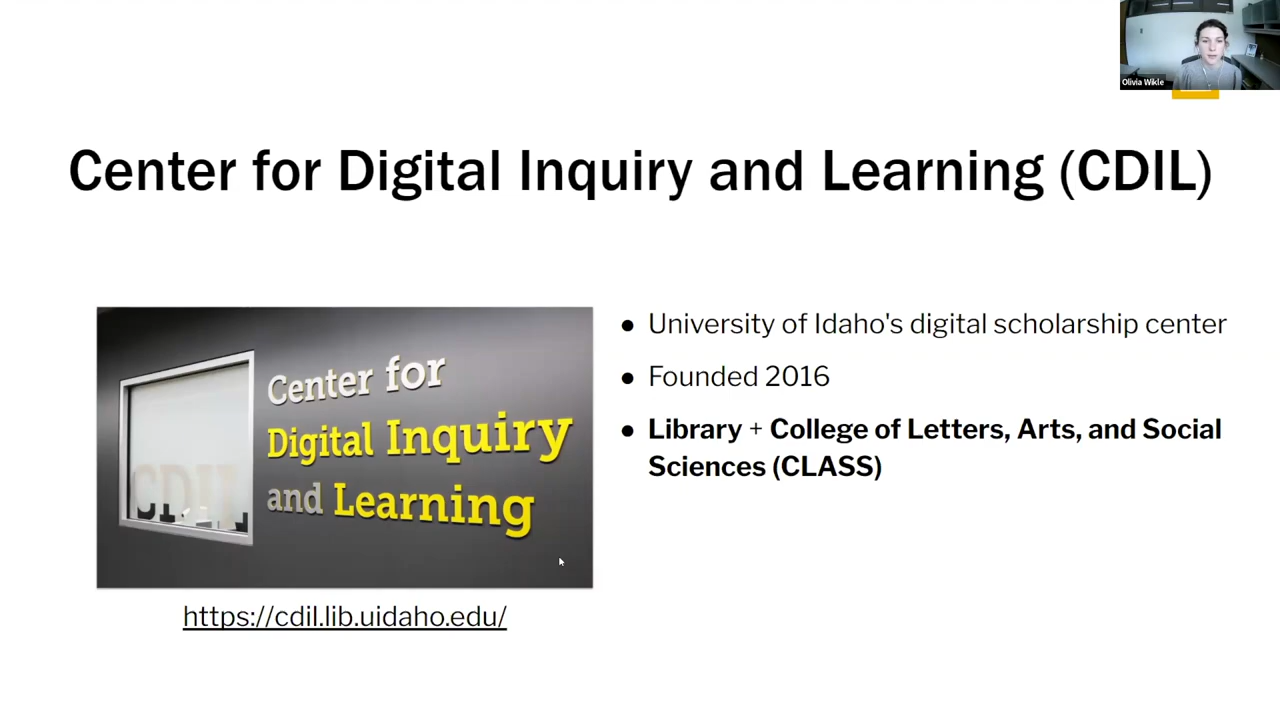 Olivia Wikle
Center for Digital Inquiry and Learning (CDIL)
Center for
Digital Inquiry
and Learning
CDIL
● University of Idaho's digital scholarship center
● Founded 2016
● Library + College of Letters, Arts, and Social
Sciences (CLASS)
https://cdil.lib.uidaho.edu/